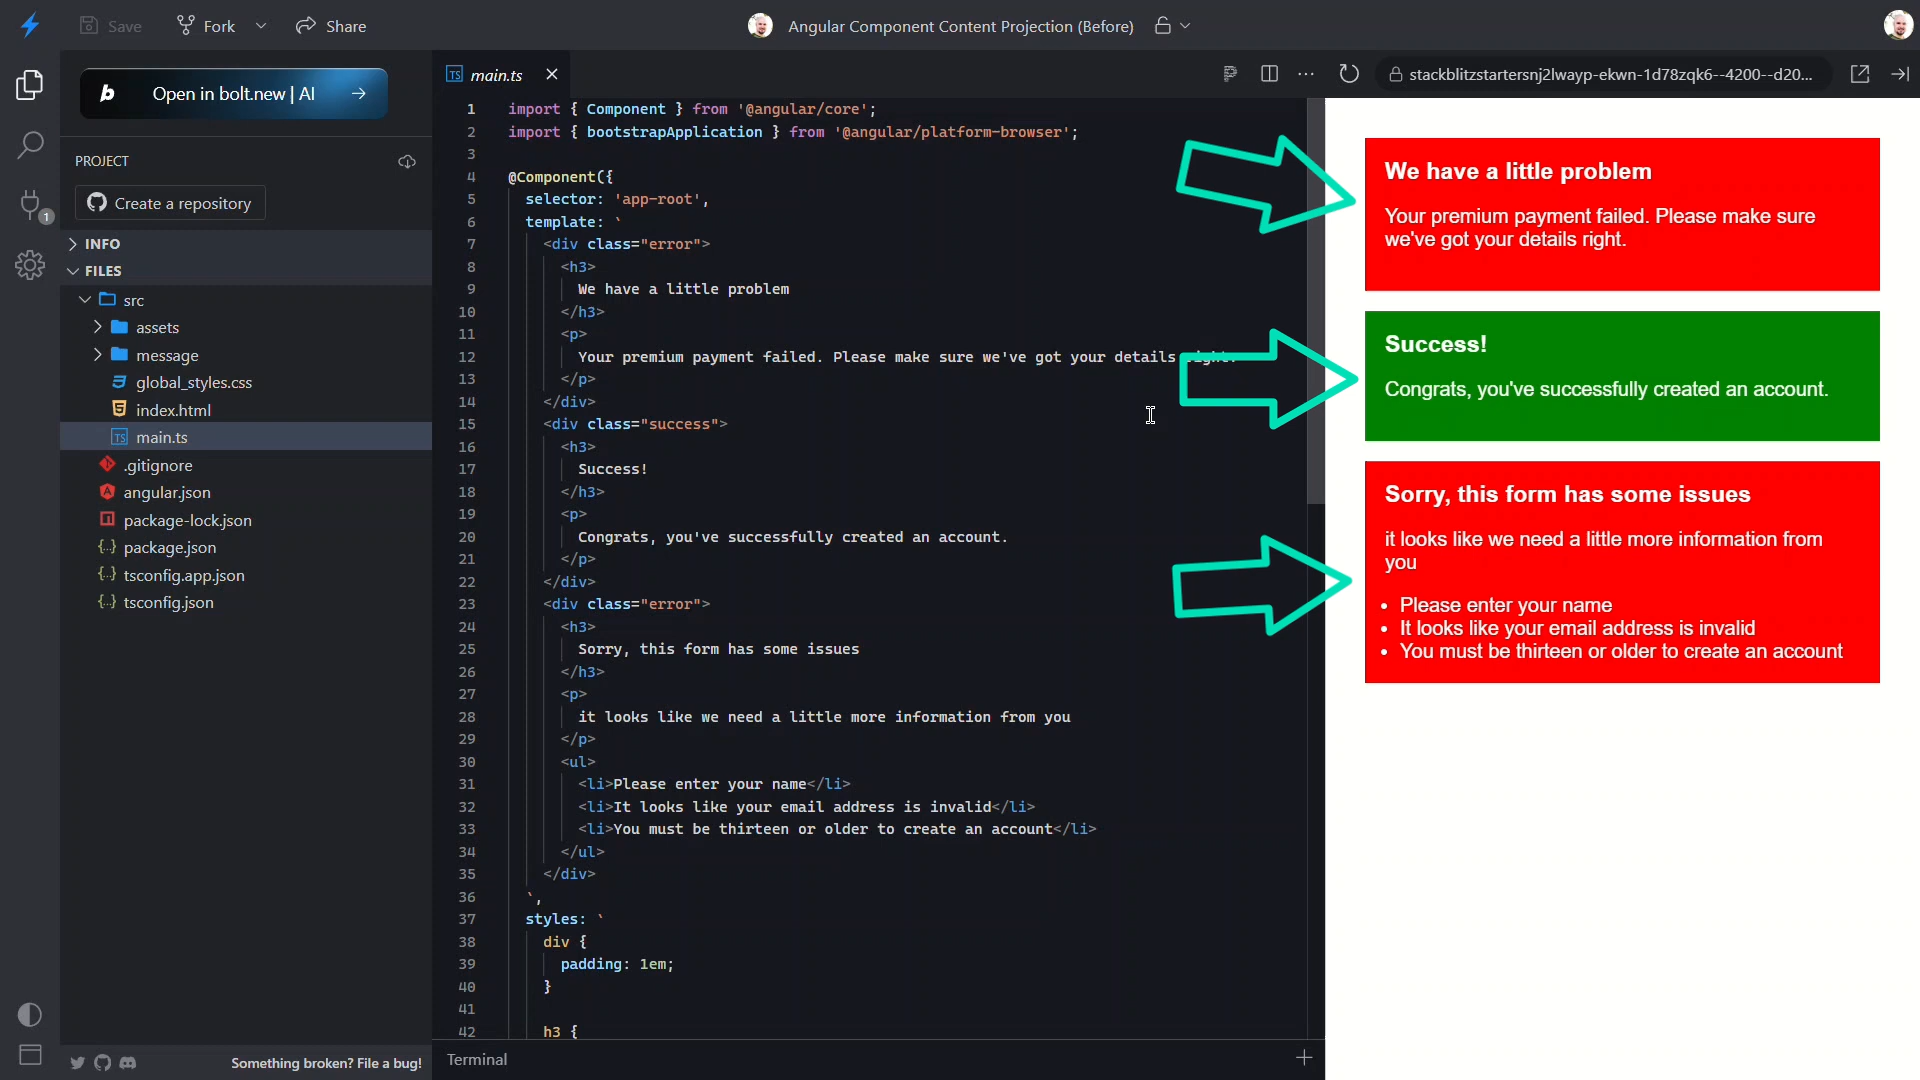 Save
Fork
Share
Angular Component Content Projection (Before)
b Open in bolt.new | AI
PROJECT
Create a repository
1
INFO
FILES
src
assets
message
global_styles.css
index.html
TS main.ts
.gitignore
angular.json
package-lock.json
package.json
tsconfig.app.json
tsconfig.json
Something broken? File a bug!
TS main.ts
stackblitzstartersnj2lwayp-ekwn-1d78zqk6--4200--d20...
1 import { Component } from '@angular/core';
2 import { bootstrapApplication } from '@angular/platform-browser';
3
4 @Component({
5 selector: 'app-root',
6 template: `
7 <div class="error">
8 <h3>
9 We have a little problem
10 </h3>
11 <p>
12 Your premium payment failed. Please make sure we've got your details right.
13 </p>
14 </div>
15 <div class="success">
16 <h3>
17 Success!
18 </h3>
19 <p>
20 Congrats, you've successfully created an account.
21 </p>
22 </div>
23 <div class="error">
24 <h3>
25 Sorry, this form has some issues
26 </h3>
27 <p>
28 it looks like we need a little more information from you
29 </p>
30 <ul>
31 <li>Please enter your name</li>
32 <li>It looks like your email address is invalid</li>
33 <li>You must be thirteen or older to create an account</li>
34 </ul>
35 </div>
36 `,
37 styles: `
38 div {
39 padding: 1em;
40 }
41
42 h3 {
Terminal
We have a little problem
Your premium payment failed. Please make sure
we've got your details right.
Success!
Congrats, you've successfully created an account.
Sorry, this form has some issues
it looks like we need a little more information from
you
• Please enter your name
• It looks like your email address is invalid
• You must be thirteen or older to create an account